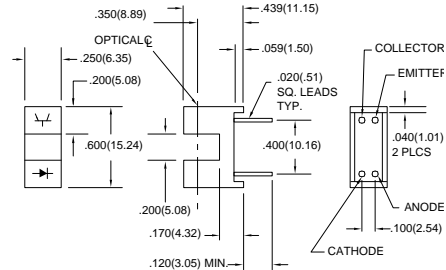 .350(8.89)
.439(11.15)
.250(6.35)
OPTICAL ℄
.059(1.50)
COLLECTOR
EMITTER
.200(5.08)
.020(.51)
SQ. LEADS
TYP.
.600(15.24)
.400(10.16)
.040(1.01)
2 PLCS
.200(5.08)
ANODE
.170(4.32)
.100(2.54)
CATHODE
.120(3.05) MIN.